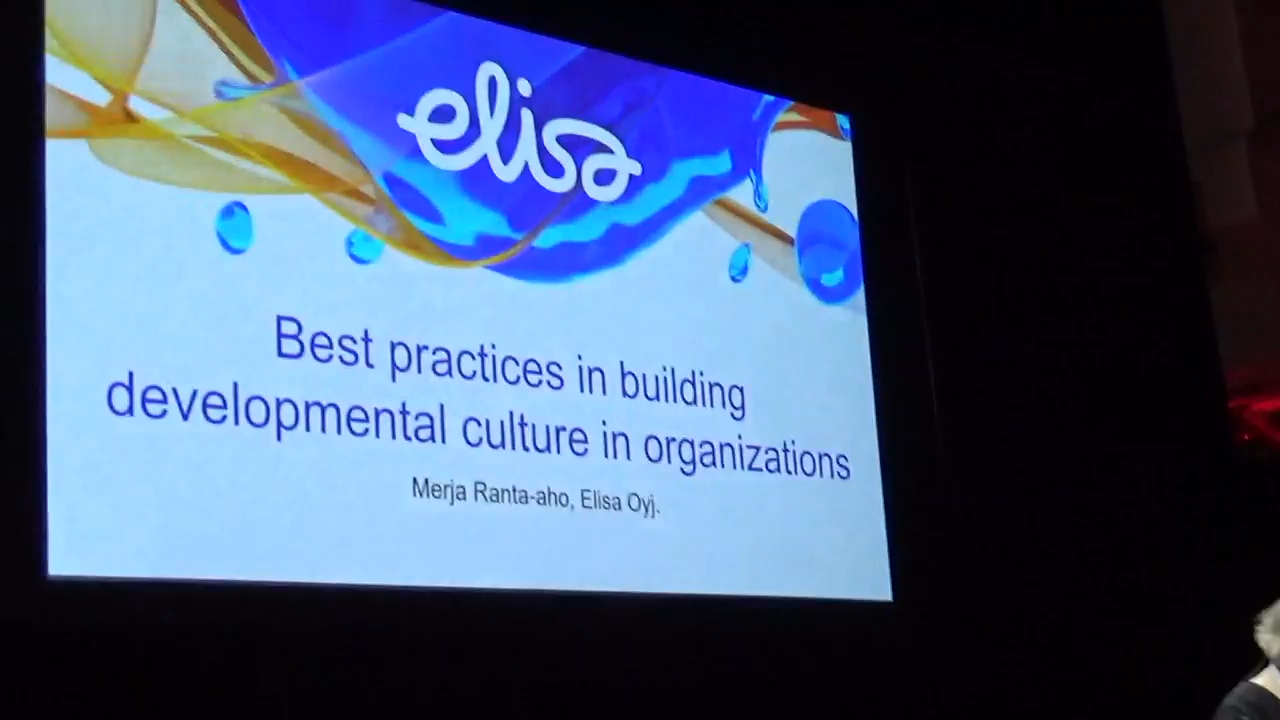 elisa
Best practices in building
developmental culture in organizations
Merja Ranta-aho, Elisa Oyj.